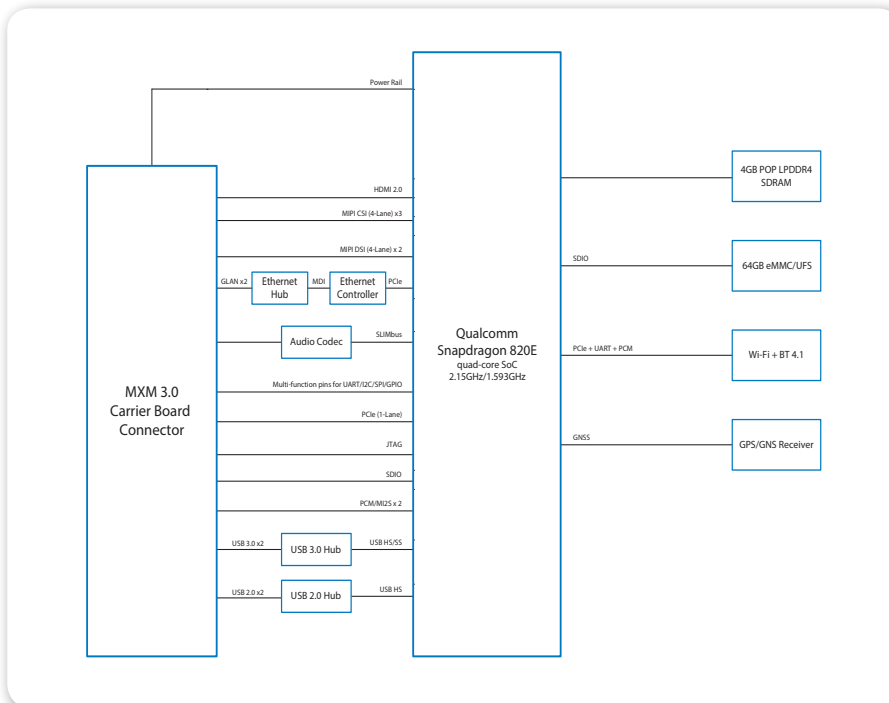 Power Rail
HDMI 2.0
MIPI CSI (4-Lane) x3
MIPI DSI (4-Lane) x 2
GLAN x2
Ethernet
Hub
MDI
Ethernet
Controller
PCIe
Audio Codec
SLIMbus
Multi-function pins for UART/I2C/SPI/GPIO
PCIe (1-Lane)
JTAG
SDIO
PCM/MI2S x 2
USB 3.0 x2
USB 3.0 Hub
USB HS/SS
USB 2.0 x2
USB 2.0 Hub
USB HS
MXM 3.0
Carrier Board
Connector
Qualcomm
Snapdragon 820E
quad-core SoC
2.15GHz/1.593GHz
4GB POP LPDDR4
SDRAM
SDIO
64GB eMMC/UFS
PCIe + UART + PCM
Wi-Fi + BT 4.1
GNSS
GPS/GNS Receiver